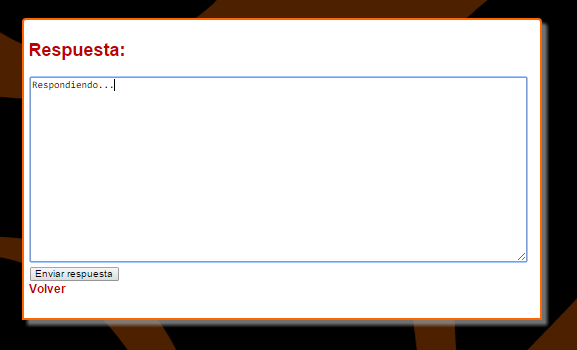 Respuesta:
Respondiendo...
Enviar respuesta
Volver